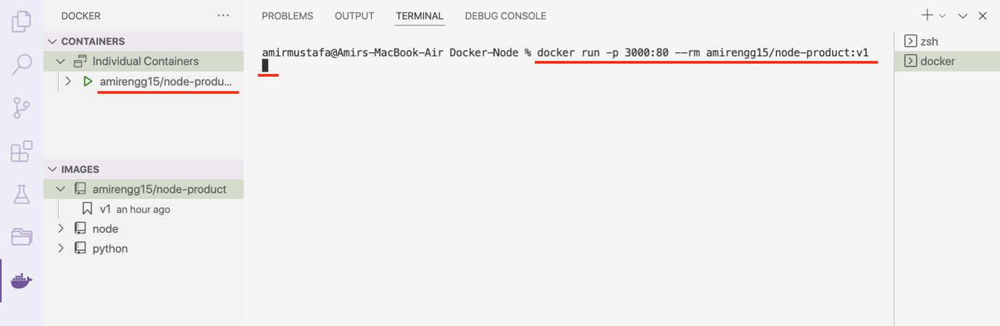 DOCKER
CONTAINERS
Individual Containers
amirengg15/node-produ...
IMAGES
amirengg15/node-product
v1 an hour ago
node
python
PROBLEMS OUTPUT TERMINAL DEBUG CONSOLE
amirmustafa@Amirs-MacBook-Air Docker-Node % docker run -p 3000:80 --rm amirengg15/node-product:v1
zsh
docker